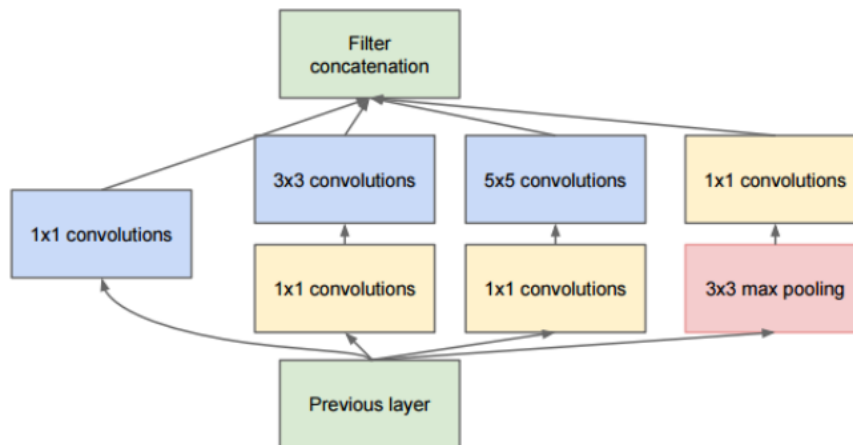 Filter
concatenation
3x3 convolutions
5x5 convolutions
1x1 convolutions
1x1 convolutions
1x1 convolutions
1x1 convolutions
3x3 max pooling
Previous layer